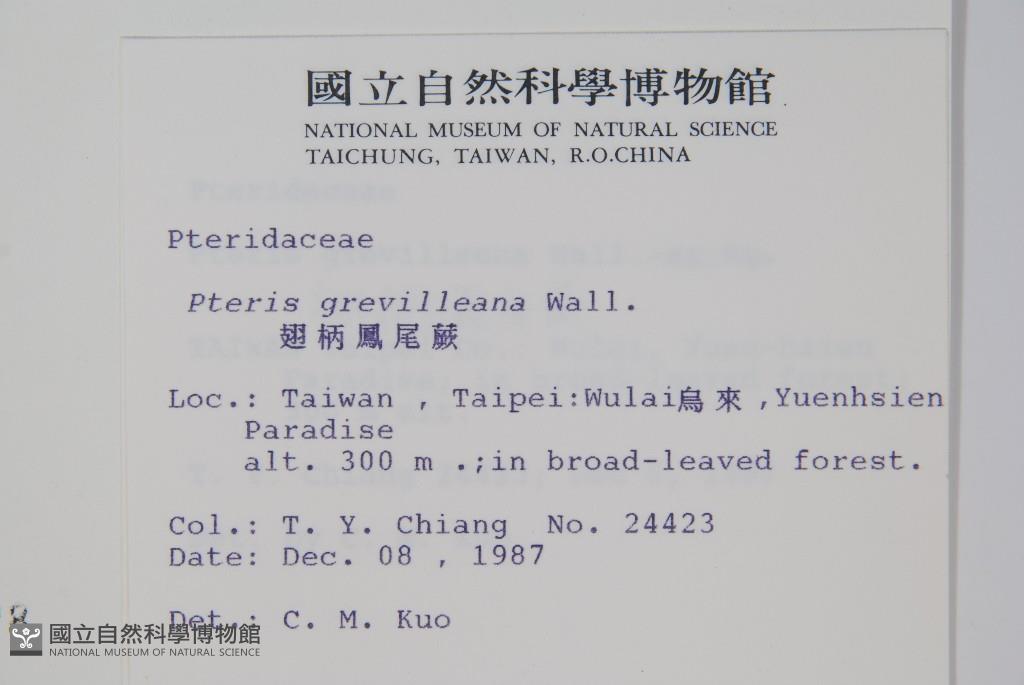 國立自然科學博物館
NATIONAL MUSEUM OF NATURAL SCIENCE
TAICHUNG, TAIWAN, R.O.CHINA
Pteridaceae
Pteris grevilleana Wall.
翅柄鳳尾蕨
Loc.: Taiwan , Taipei:Wulai烏來 ,Yuenhsien
Paradise
alt. 300 m .;in broad-leaved forest.
Col.: T. Y. Chiang No. 24423
Date: Dec. 08 , 1987
Det.: C. M. Kuo
國立自然科學博物館
NATIONAL MUSEUM OF NATURAL SCIENCE